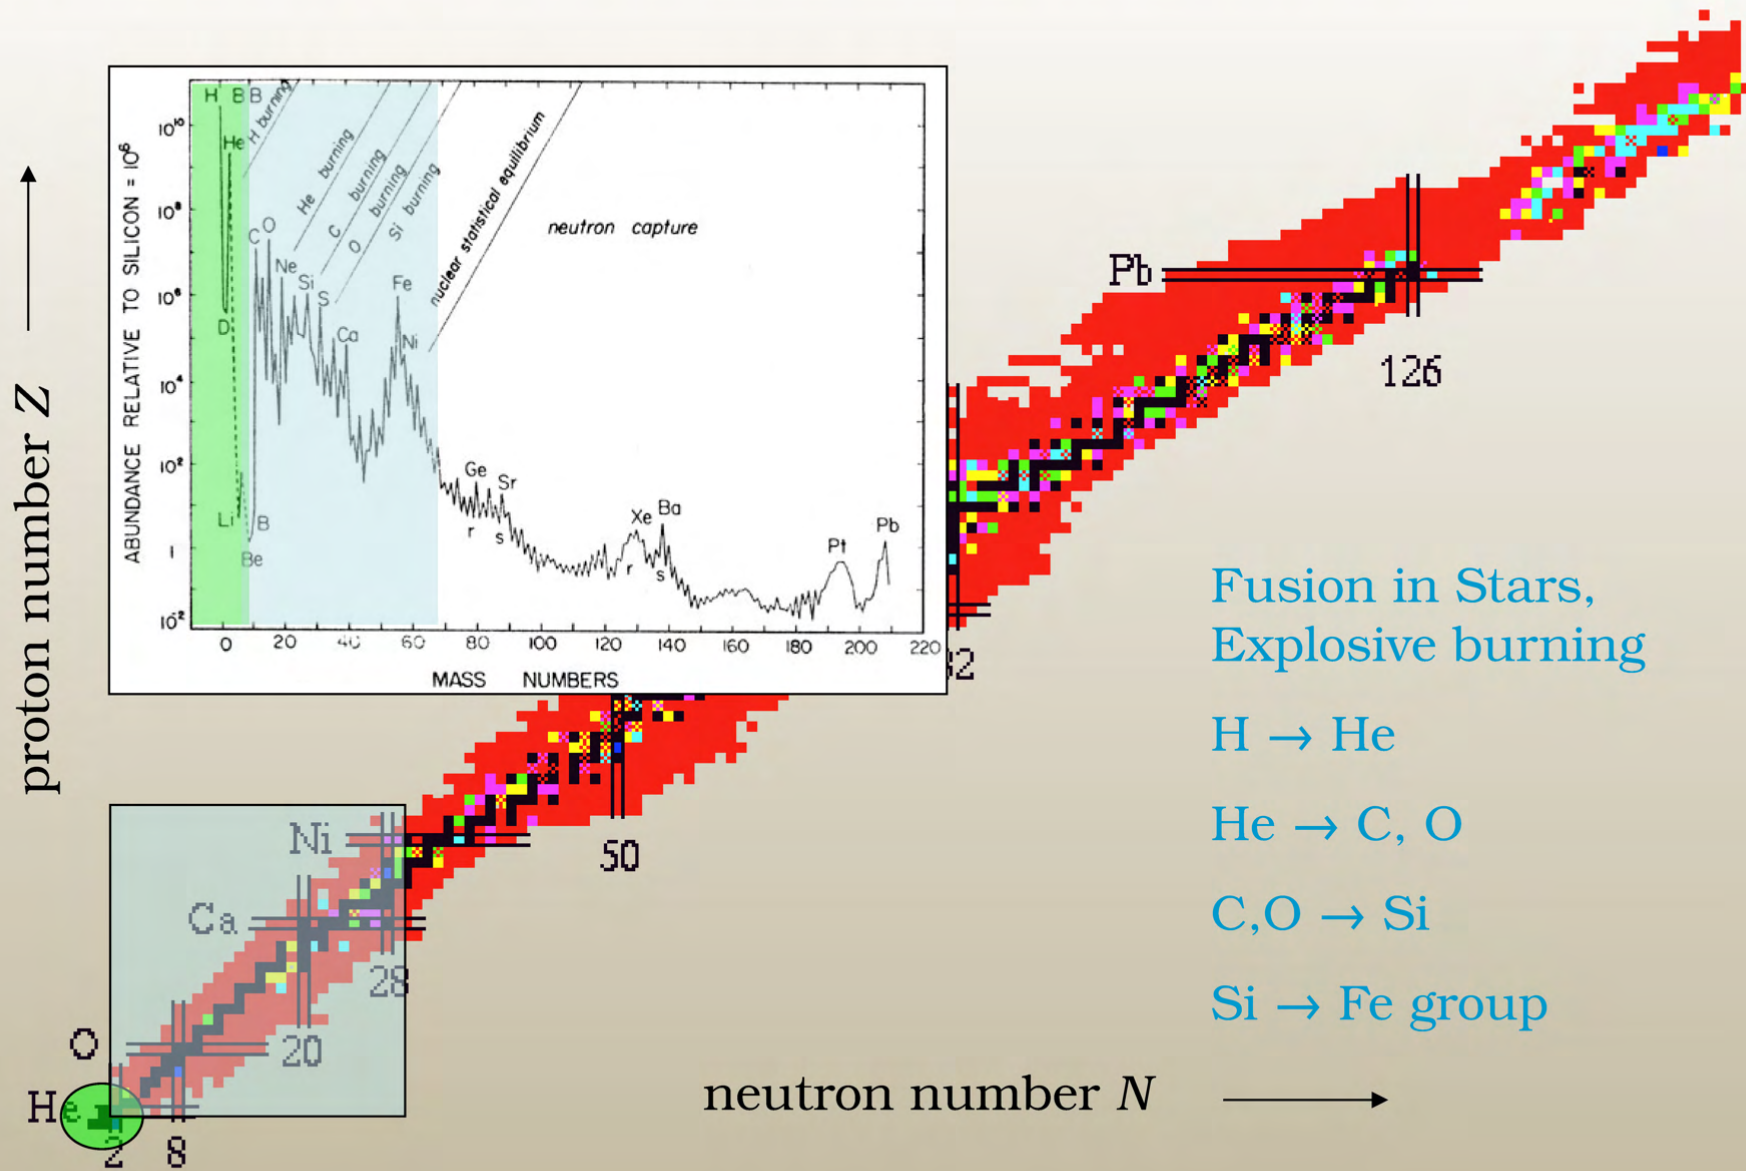 proton number Z
ABUNDANCE RELATIVE TO SILICON = 10⁶
10¹⁰
10⁸
10⁶
10⁴
10²
1
10²
H
BB
He
H burning
He burning
C burning
O burning
Si burning
nuclear statistical equilibrium
neutron capture
D
Li
Be
B
C
O
Ne
Si
S
Ca
Fe
Ni
Ge
Sr
r
s
Xe
Ba
r
s
Pt
Pb
0 20 40 60 80 100 120 140 160 180 200 220
MASS NUMBERS
Pb
126
50
Ni
Ca
28
20
O
He
2
8
neutron number N
Fusion in Stars,
Explosive burning
H → He
He → C, O
C,O → Si
Si → Fe group